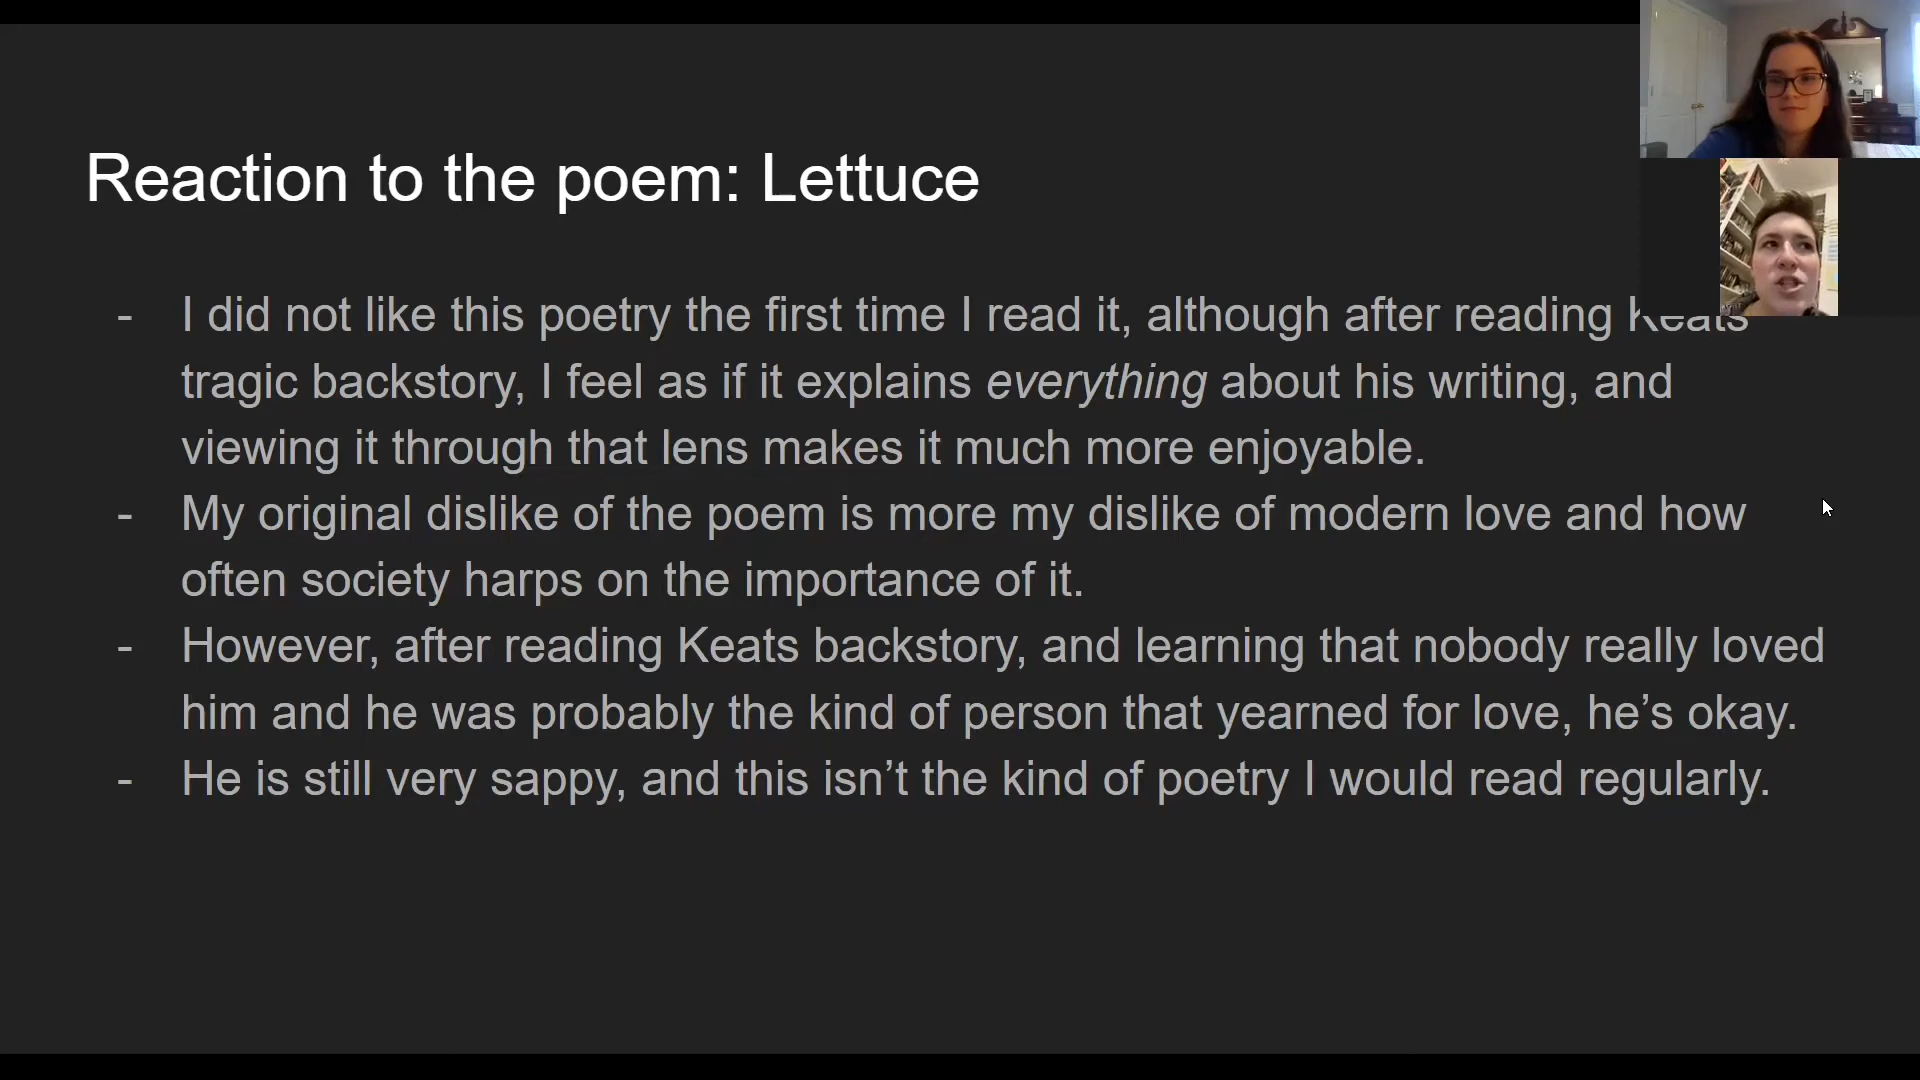 Reaction to the poem: Lettuce
- I did not like this poetry the first time I read it, although after reading Keats
tragic backstory, I feel as if it explains everything about his writing, and
viewing it through that lens makes it much more enjoyable.
- My original dislike of the poem is more my dislike of modern love and how
often society harps on the importance of it.
- However, after reading Keats backstory, and learning that nobody really loved
him and he was probably the kind of person that yearned for love, he’s okay.
- He is still very sappy, and this isn’t the kind of poetry I would read regularly.